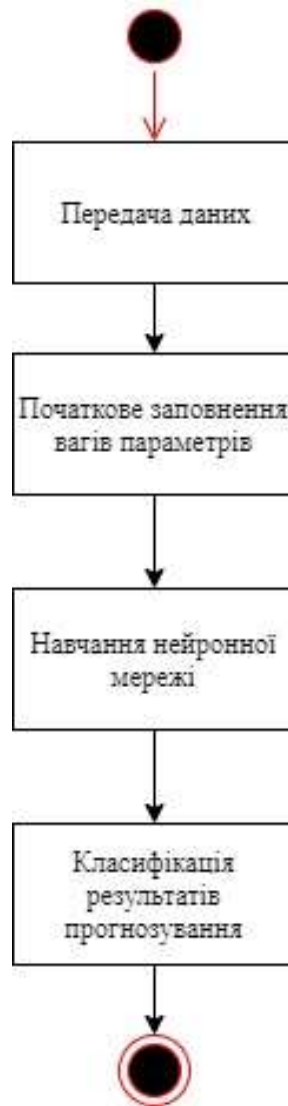 Передача даних
Початкове заповнення
вагів параметрів
Навчання нейронної
мережі
Класифікація
результатів
прогнозування